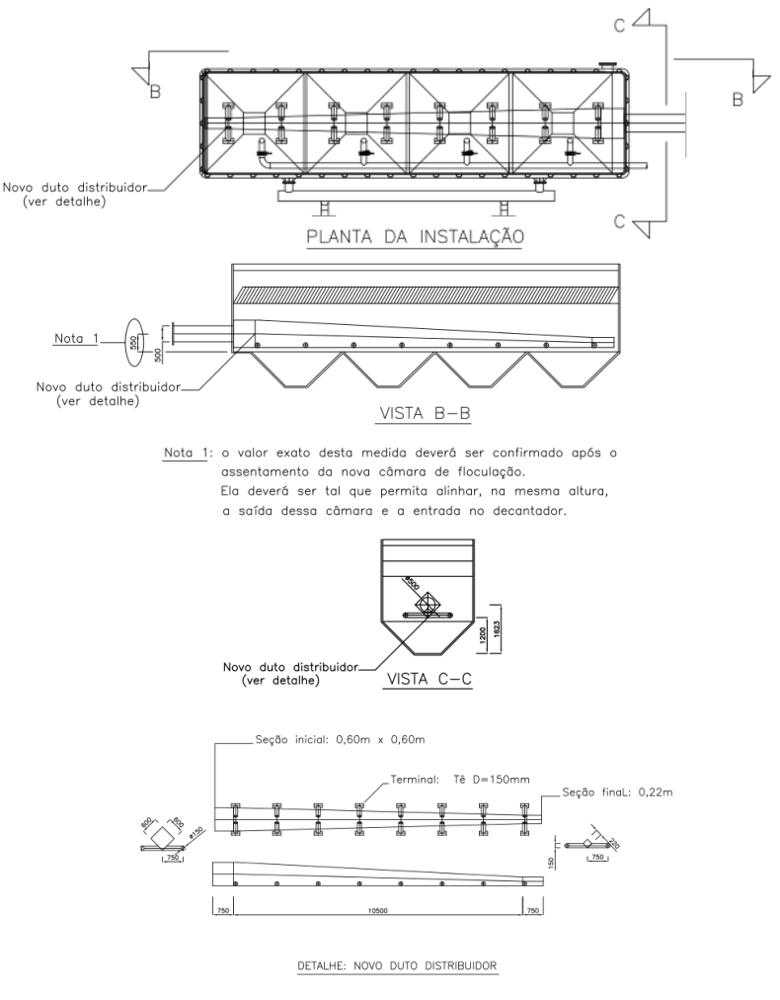 C
B
B
Novo duto distribuidor
(ver detalhe)
C
PLANTA DA INSTALAÇÃO
Nota 1
550
500
Novo duto distribuidor
(ver detalhe)
VISTA B-B
Nota 1: o valor exato desta medida deverá ser confirmado após o
assentamento da nova câmara de floculação.
Ela deverá ser tal que permita alinhar, na mesma altura,
a saída dessa câmara e a entrada no decantador.
ø500
1200
1623
Novo duto distribuidor
(ver detalhe)
VISTA C-C
Seção inicial: 0,60m x 0,60m
Terminal: Tê D=150mm
Seção finaL: 0,22m
600
600
ø150
750
220
150
750
750
10500
750
DETALHE: NOVO DUTO DISTRIBUIDOR